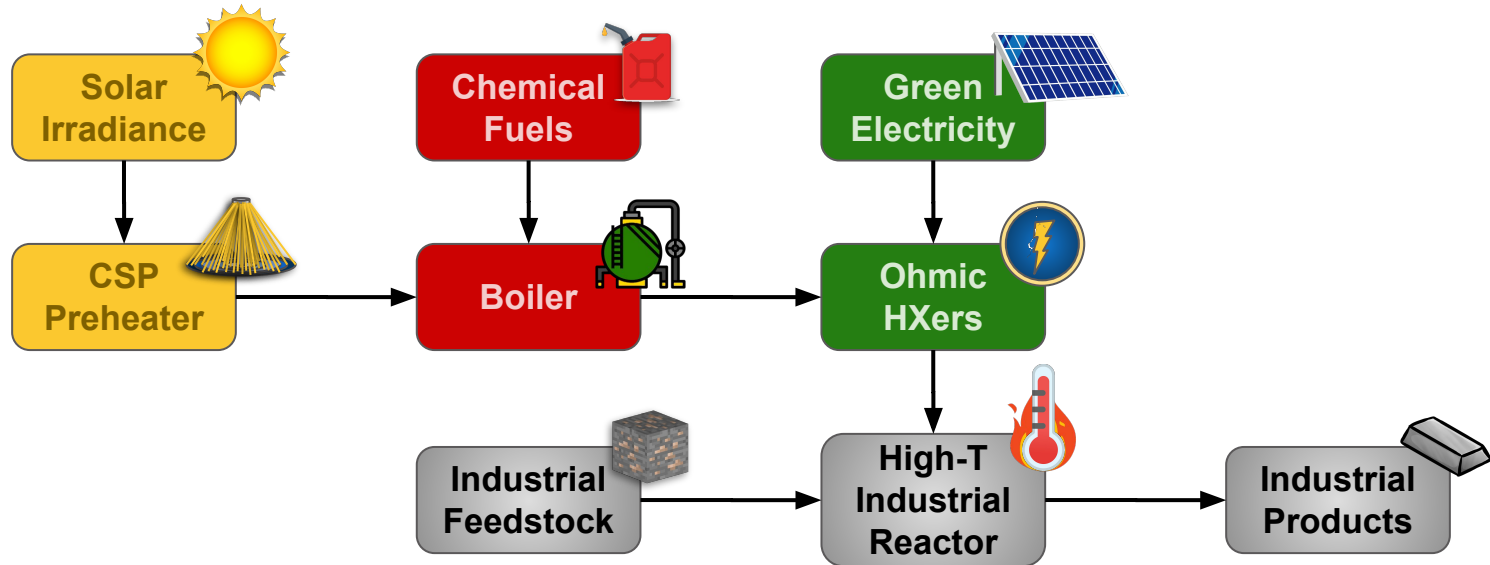 Solar
Irradiance
Chemical
Fuels
Green
Electricity
CSP
Preheater
Boiler
Ohmic
HXers
Industrial
Feedstock
High-T
Industrial
Reactor
Industrial
Products